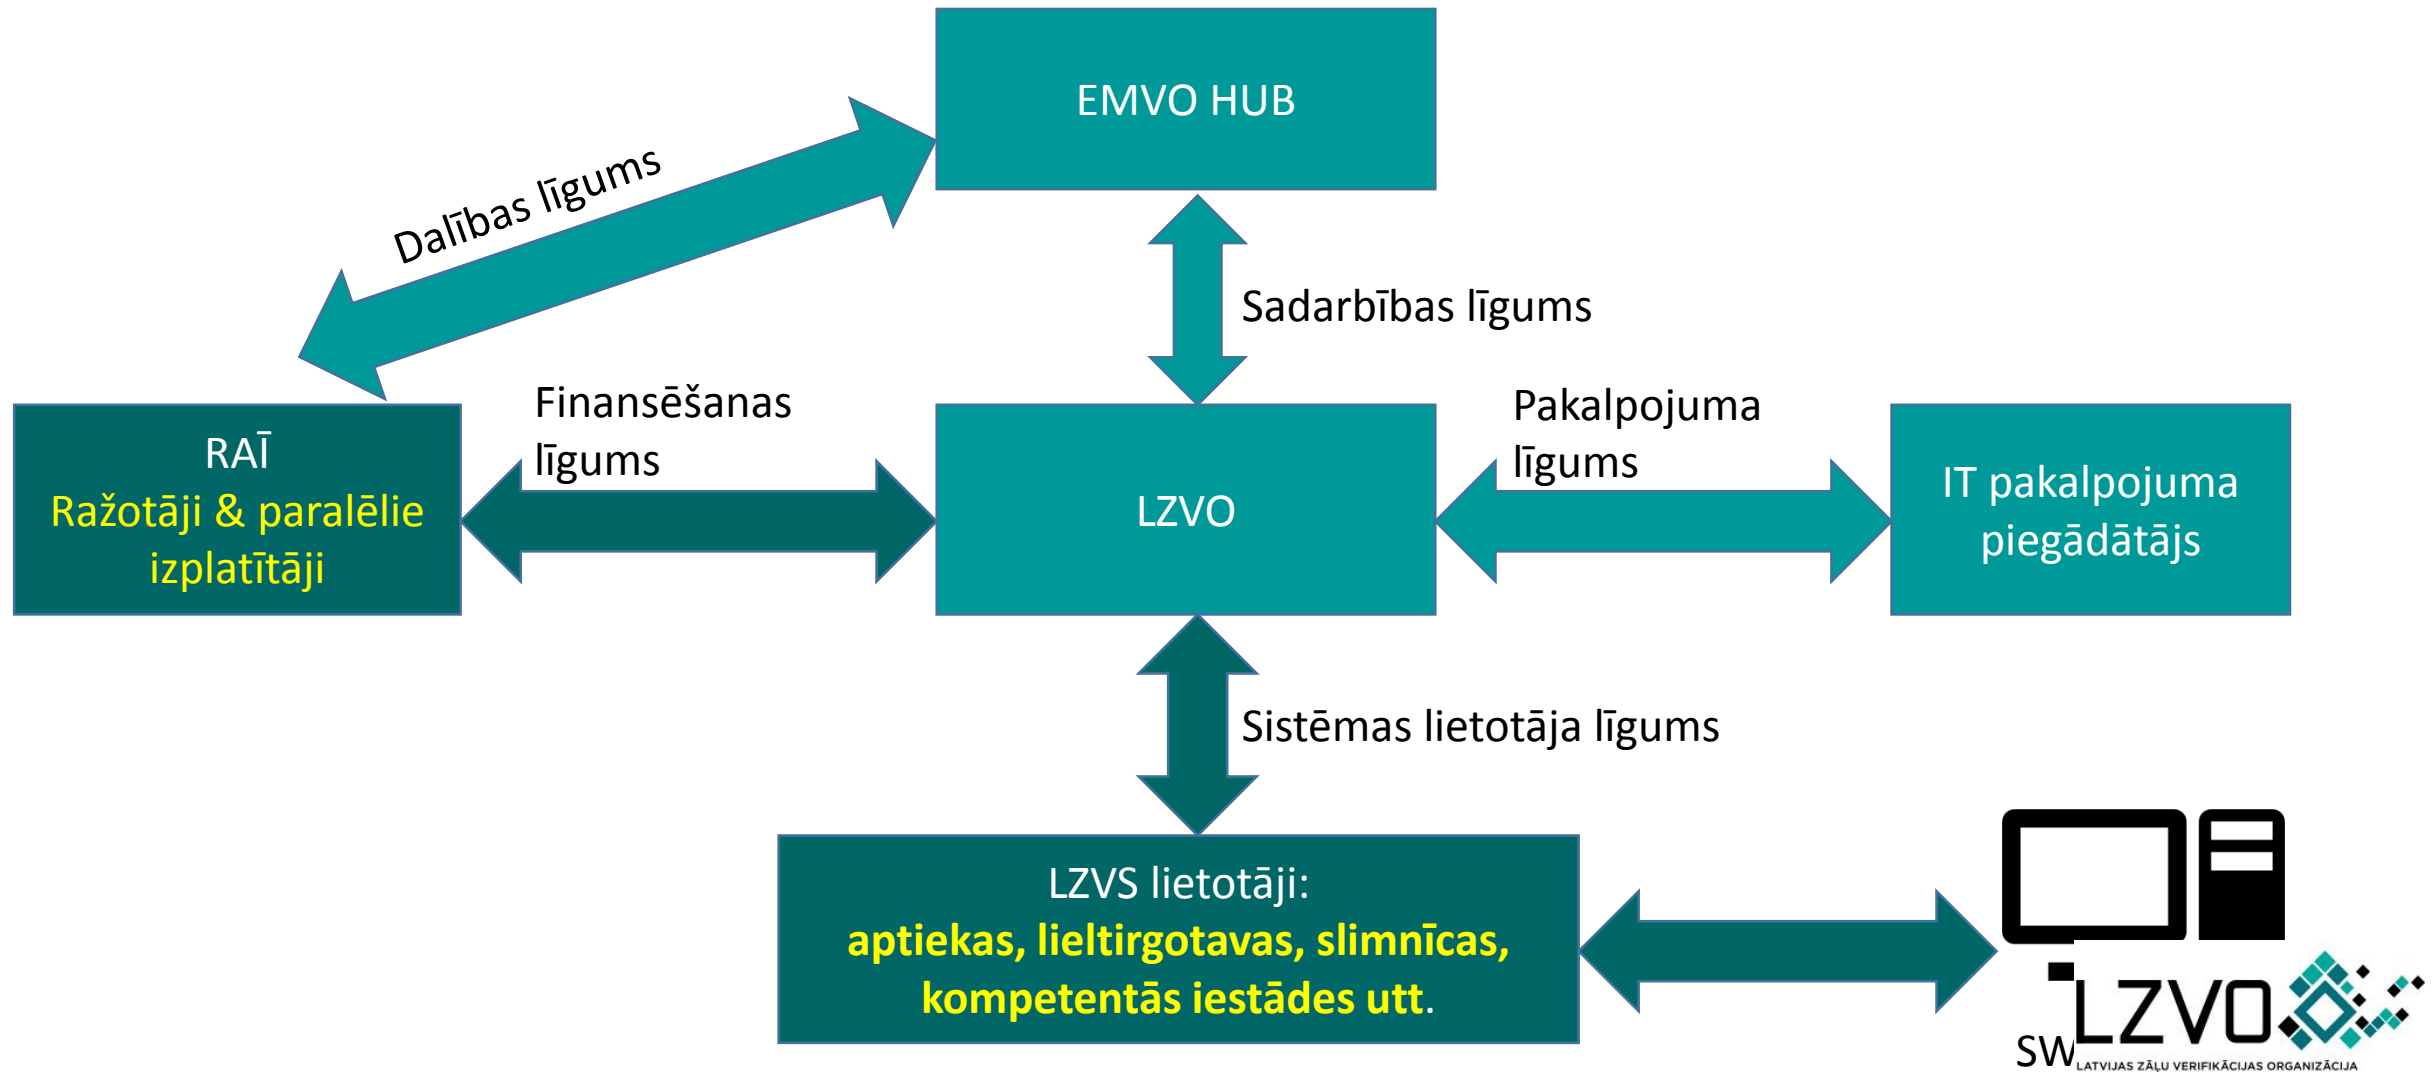 EMVO HUB
Dalības līgums
Sadarbības līgums
Finansēšanas
līgums
Pakalpojuma
līgums
RAĪ
Ražotāji & paralēlie
izplatītāji
LZVO
IT pakalpojuma
piegādātājs
Sistēmas lietotāja līgums
LZVS lietotāji:
aptiekas, lieltirgotavas, slimnīcas,
kompetentās iestādes utt.
SW
LZVO
LATVIJAS ZĀĻU VERIFIKĀCIJAS ORGANIZĀCIJA